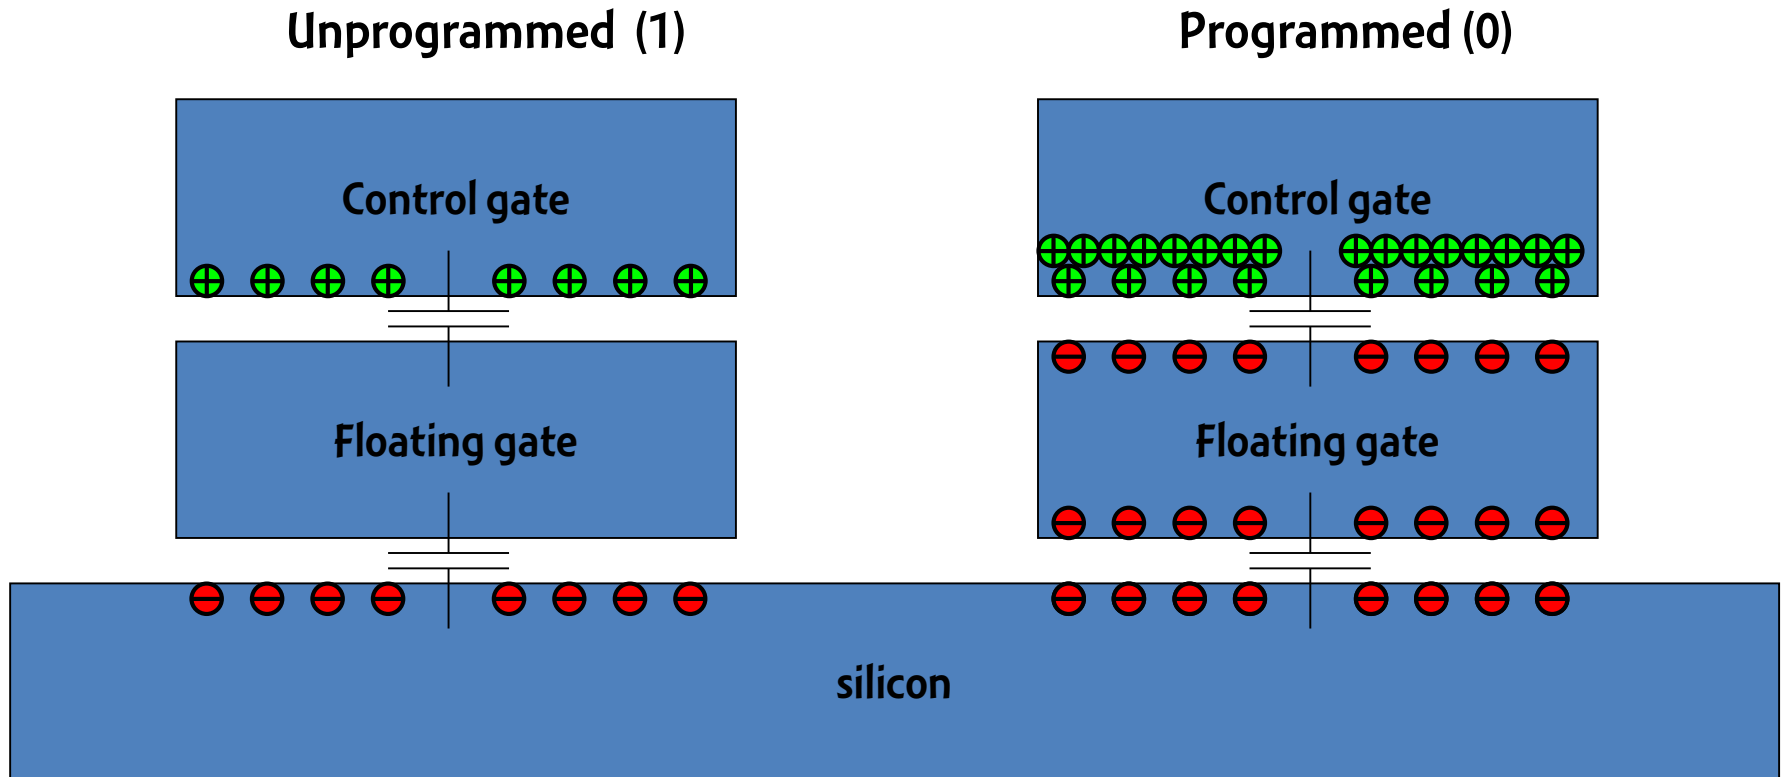 Unprogrammed (1)
Programmed (0)
Control gate
Control gate
Floating gate
Floating gate
silicon